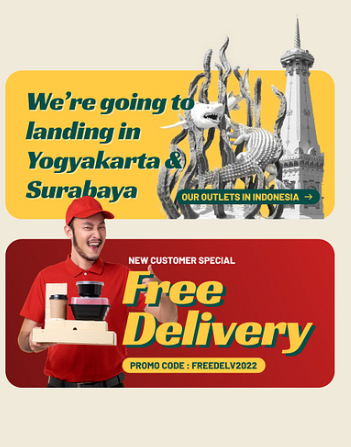 We're going to
landing in
Yogyakarta &
Surabaya
OUR OUTLETS IN INDONESIA →
NEW CUSTOMER SPECIAL
Free
Delivery
PROMO CODE : FREEDELV2022